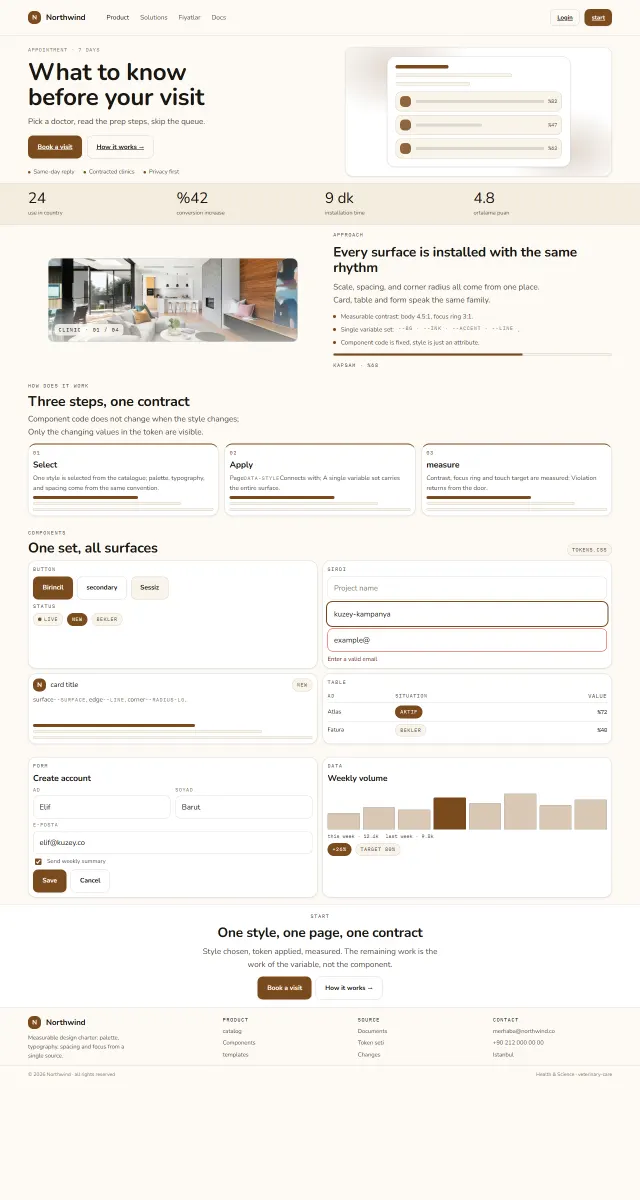 N Northwind Product Solutions Fiyatlar Docs Login start
APPOINTMENT · 7 DAYS
What to know
before your visit
Pick a doctor, read the prep steps, skip the queue.
Book a visit How it works →
Same-day reply Contracted clinics Privacy first
%47
24 %42 9 dk 4.8
use in country conversion increase installation time ortalama puan
CLINIC · 01 / 04
APPROACH
Every surface is installed with the same
rhythm
Scale, spacing, and corner radius all come from one place.
Card, table and form speak the same family.
Measurable contrast: body 4.5:1, focus ring 3:1.
Single variable set: --BG · --INK · --ACCENT · --LINE .
Component code is fixed, style is just an attribute.
KAPSAM ·
HOW DOES IT WORK
Three steps, one contract
Component code does not change when the style changes;
Only the changing values in the token are visible.
01
Select
One style is selected from the catalogue; palette, typography,
and spacing come from the same convention.
02
Apply
PageDATA-STYLEConnects with; A single variable set carries
the entire surface.
03
measure
Contrast, focus ring and touch target are measured; Violation
returns from the door.
COMPONENTS
One set, all surfaces
TOKENS.CSS
BUTTON
Birincil secondary Sessiz
STATUS
LIVE NEW BEKLER
GIRDI
Project name
kuzey-kampanya
example@
Enter a valid email
N card title NEW
surface--SURFACE, edge--LINE, corner--RADIUS-LG.
TABLE
AD SITUATION VALUE
Atlas AKTIF %72
Fatura BEKLER %48
FORM
Create account
AD SOYAD
Elif Barut
E-POSTA
elif@kuzey.co
Send weekly summary
Save Cancel
DATA
Weekly volume
this week · last week ·
TARGET
START
One style, one page, one contract
Style chosen, token applied, measured. The remaining work is the
work of the variable, not the component.
Book a visit How it works →
N Northwind
Measurable design charter: palette,
typography, spacing and focus from a
single source.
PRODUCT
catalog
Components
templates
SOURCE
Documents
Token seti
Changes
CONTACT
merhaba@northwind.co
+90 212 000 00 00
Istanbul
© 2026 Northwind · all rights reserved
Health & Science · veterinary-care